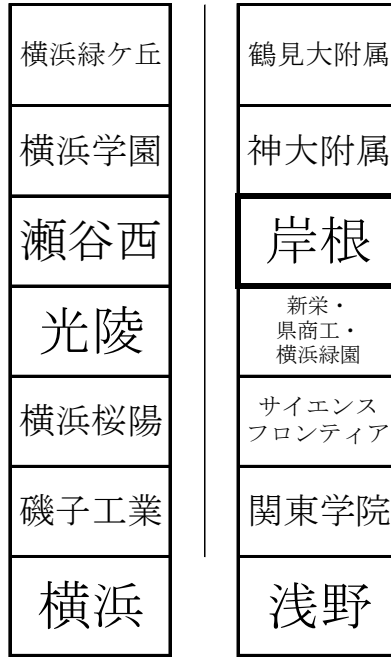 横浜緑ケ丘
横浜学園
瀬谷西
光陵
横浜桜陽
磯子工業
横浜
鶴見大附属
神大附属
岸根
新栄・
県商工・
横浜緑園
サイエンス
フロンティア
関東学院
浅野